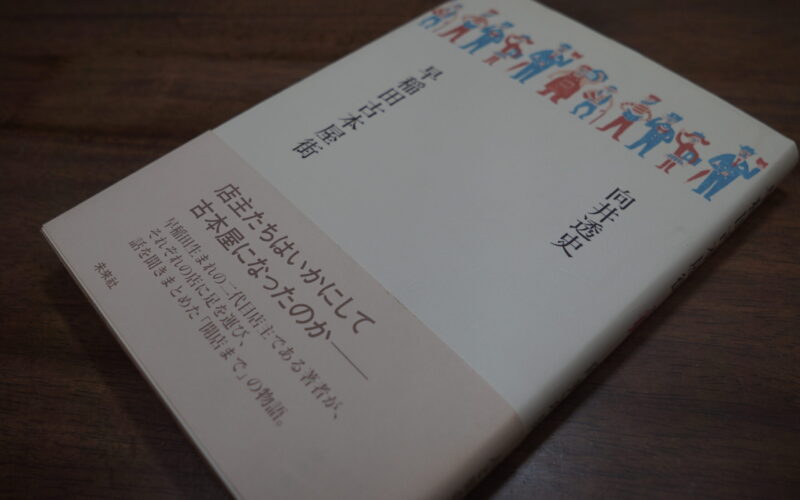 向井透史
早稲田古本屋街
店主たちはいかにして
古本屋になったのか——
早稲田生まれの二代目店主である著者が、
それぞれの店に足を運び、
話を聞きまとめた「開店まで」の物語。
未來社